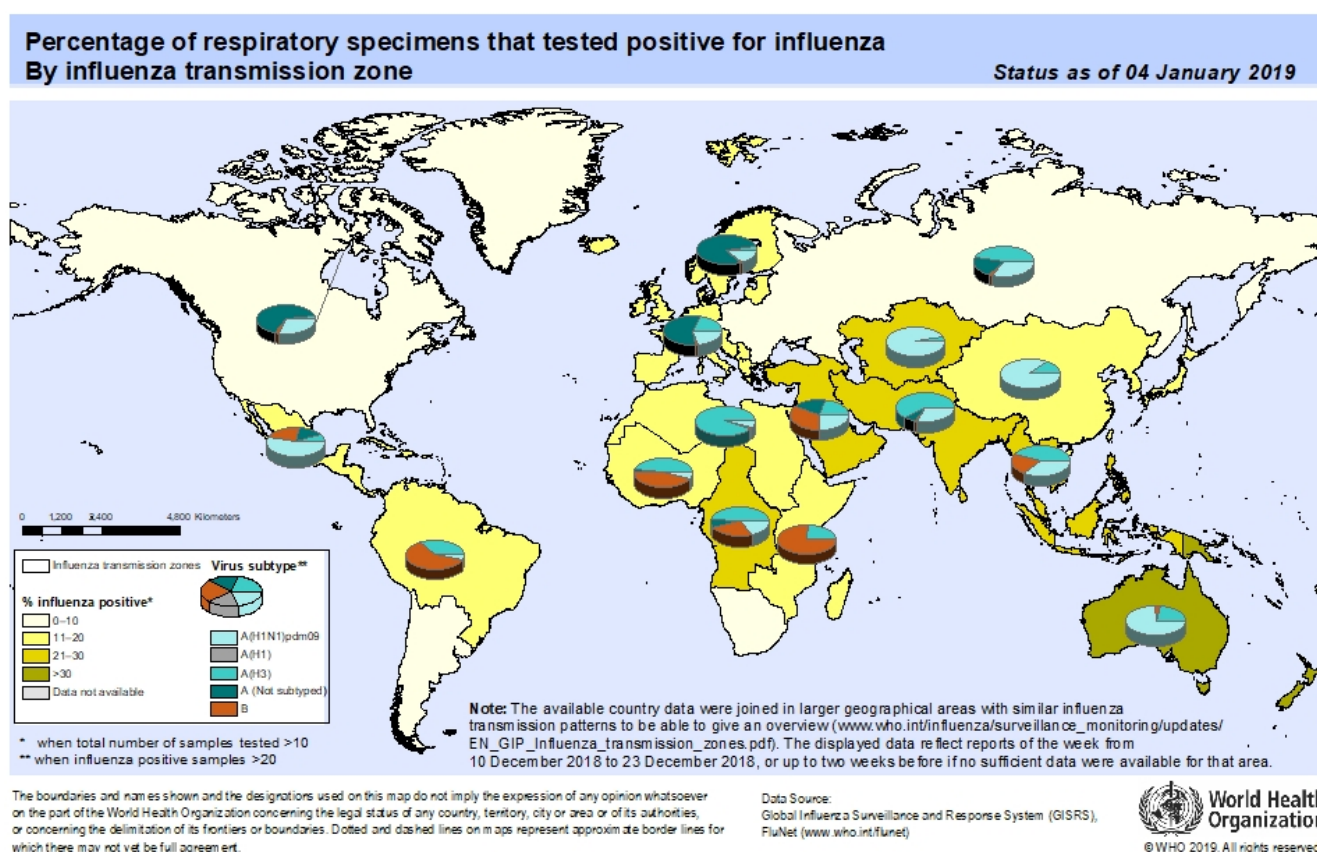 Percentage of respiratory specimens that tested positive for influenza
By influenza transmission zone
Status as of 04 January 2019
0 1,200 2,400 4,800 Kilometers
Influenza transmission zones
Virus subtype**
% influenza positive*
0–10
11–20
21–30
>30
Data not available
A(H1N1)pdm09
A(H1)
A(H3)
A (Not subtyped)
B
* when total number of samples tested >10
** when influenza positive samples >20
Note: The available country data were joined in larger geographical areas with similar influenza
transmission patterns to be able to give an overview (www.who.int/influenza/surveillance_monitoring/updates/
EN_GIP_Influenza_transmission_zones.pdf). The displayed data reflect reports of the week from
10 December 2018 to 23 December 2018, or up to two weeks before if no sufficient data were available for that area.
The boundaries and names shown and the designations used on this map do not imply the expression of any opinion whatsoever
on the part of the World Health Organization concerning the legal status of any country, territory, city or area or of its authorities,
or concerning the delimitation of its frontiers or boundaries. Dotted and dashed lines on maps represent approximate border lines for
which there may not yet be full agreement.
Data Source:
Global Influenza Surveillance and Response System (GISRS),
FluNet (www.who.int/flunet)
World Health
Organization
© WHO 2019. All rights reserved